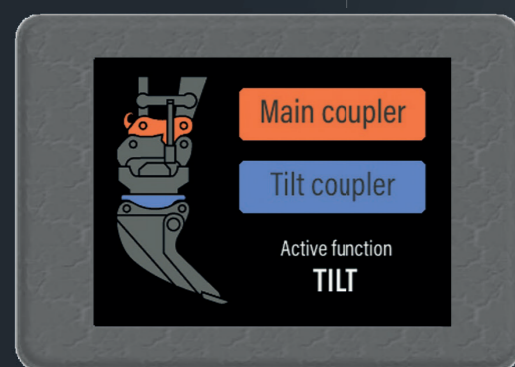 Main coupler
Tilt coupler
Active function
TILT